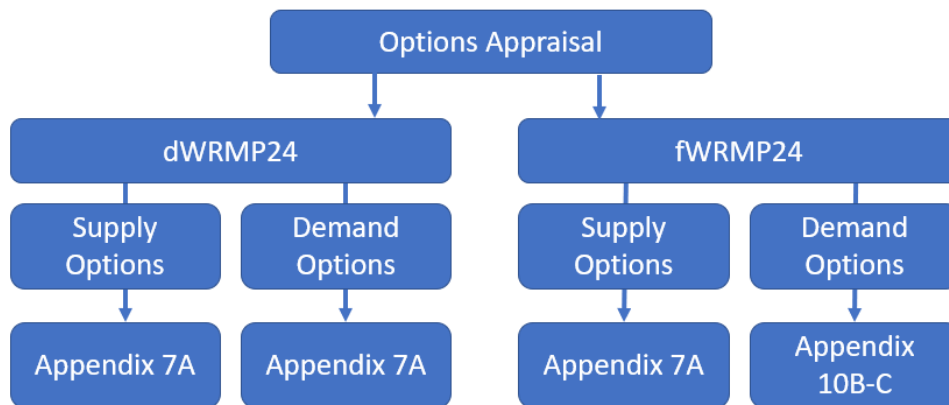 Options Appraisal
dWRMP24
fWRMP24
Supply
Options
Demand
Options
Supply
Options
Demand
Options
Appendix 7A
Appendix 7A
Appendix 7A
Appendix
10B-C